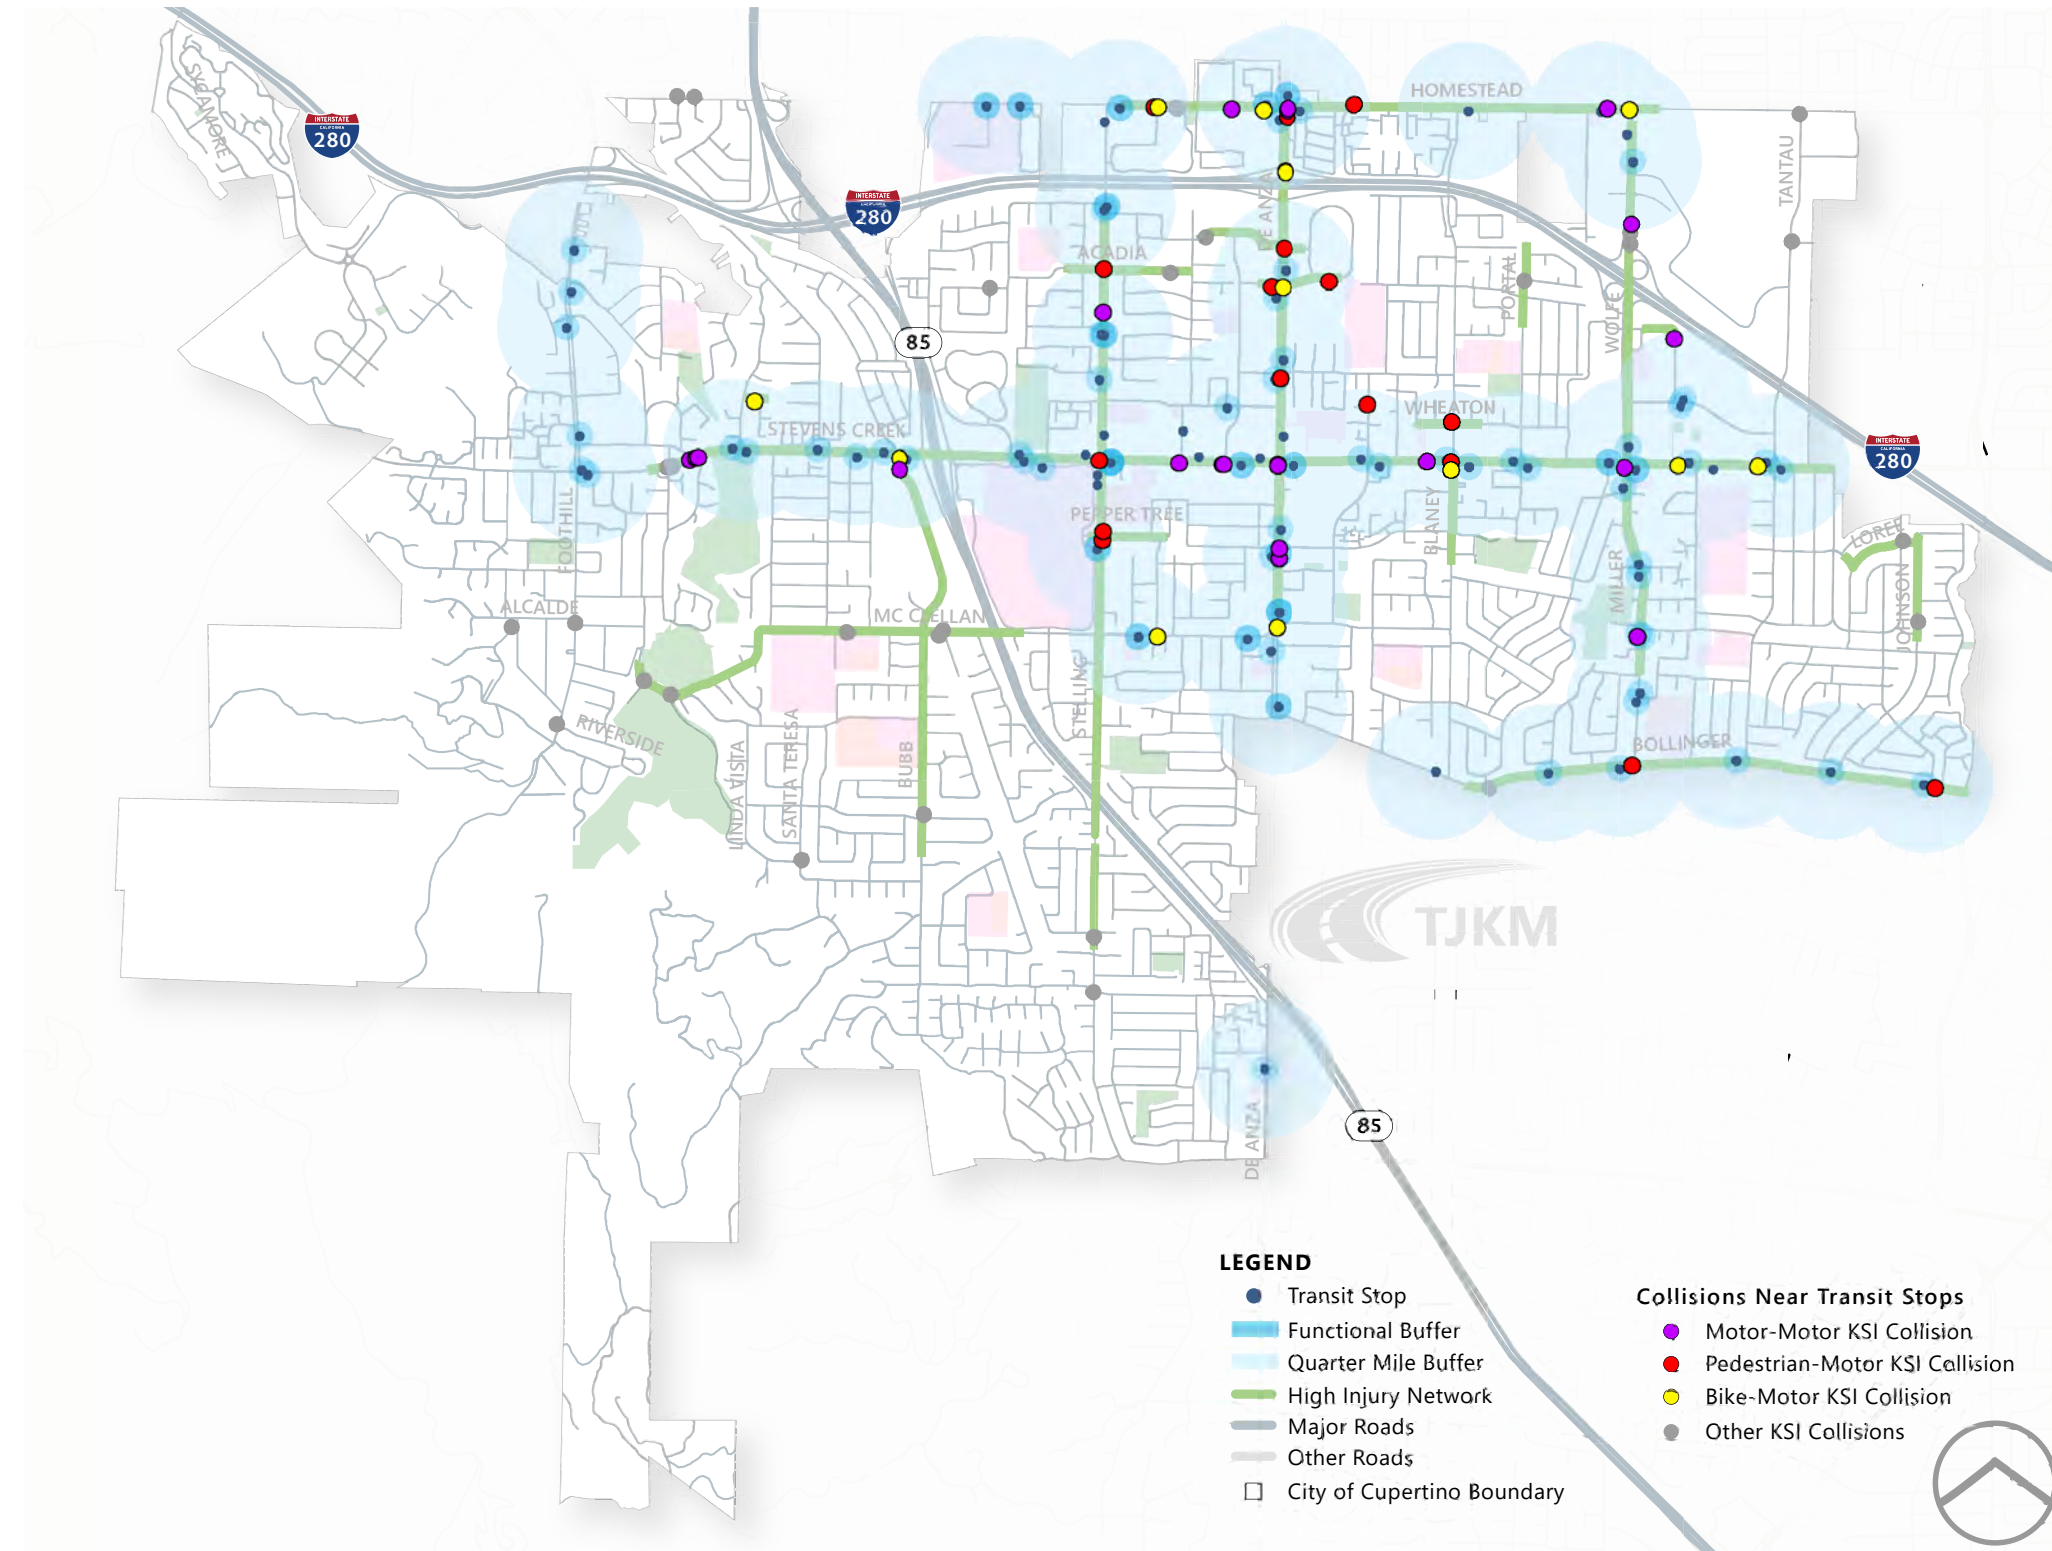 HOMESTEAD
SYCAMORE
INTERSTATE
CALIFORNIA
280
TANTAU
INTERSTATE
CALIFORNIA
280
DE ANZA
ACADIA
PORTAL
WOLFE
85
WHEATON
STEVENS CREEK
INTERSTATE
CALIFORNIA
280
FOOTHILL
PEPPER TREE
BLANEY
LOREE
MILLER
JOHNSON
ALCALDE
MC CLELLAN
STELLING
RIVERSIDE
LINDA VISTA
SANTA TERESA
BUBB
BOLLINGER
TJKM
DE ANZA
85
LEGEND
Transit Stop
Functional Buffer
Quarter Mile Buffer
High Injury Network
Major Roads
Other Roads
City of Cupertino Boundary
Collisions Near Transit Stops
Motor-Motor KSI Collision
Pedestrian-Motor KSI Collision
Bike-Motor KSI Collision
Other KSI Collisions